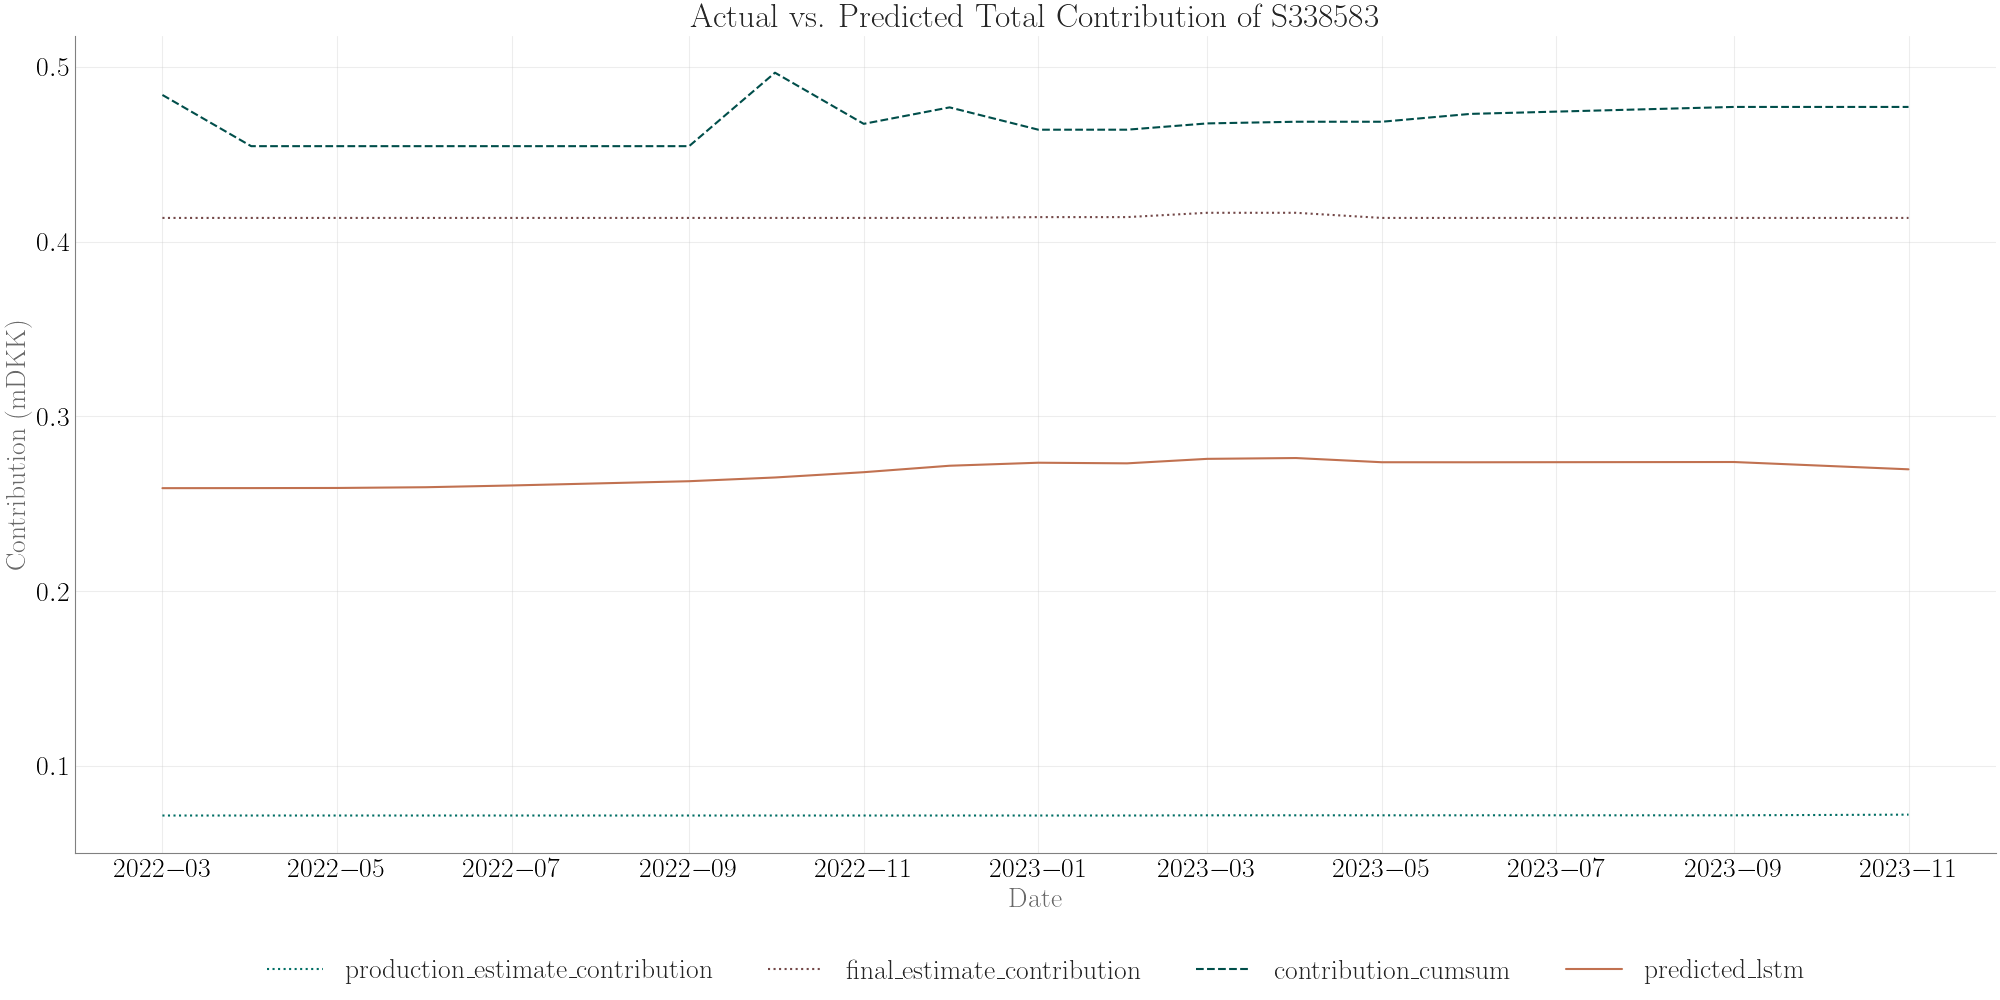 Actual vs. Predicted Total Contribution of S338583
Contribution (mDKK)
0.5
0.4
0.3
0.2
0.1
2022–03 2022–05 2022–07 2022–09 2022–11 2023–01 2023–03 2023–05 2023–07 2023–09 2023–11
Date
production_estimate_contribution final_estimate_contribution contribution_cumsum predicted_lstm